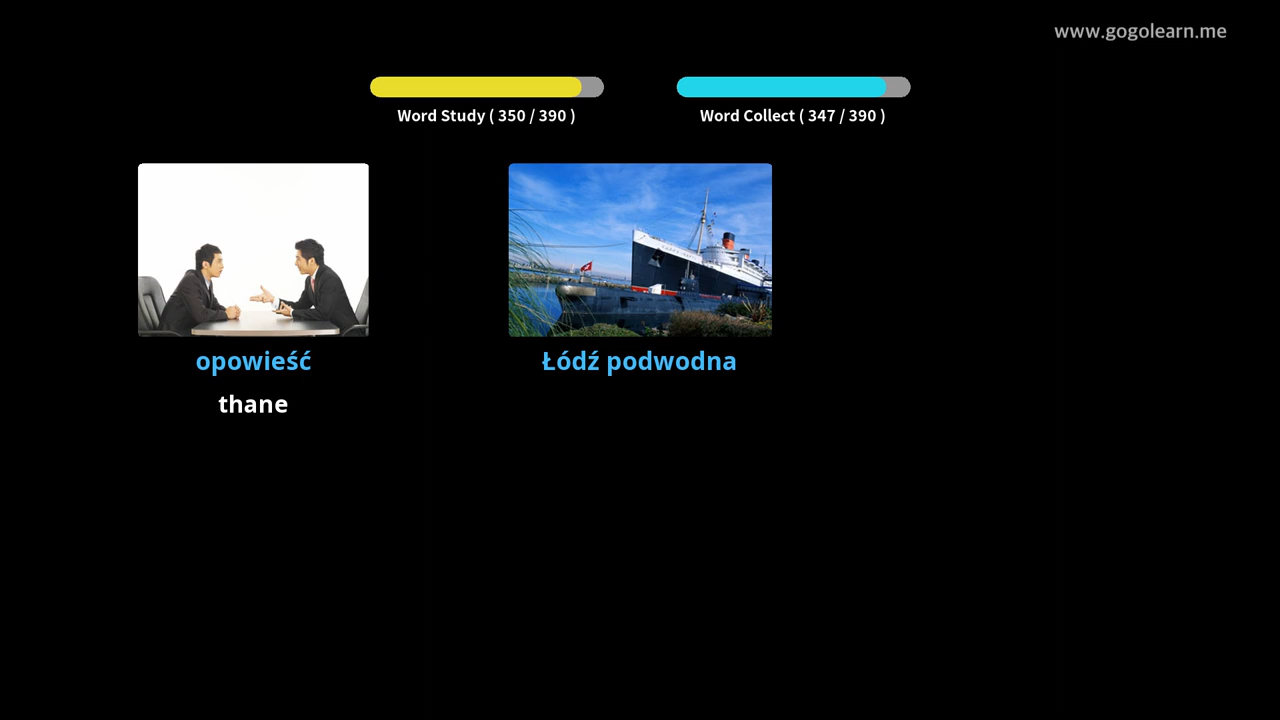 www.gogolearn.me
Word Study ( 350 / 390 )
Word Collect ( 347 / 390 )
opowieść
Łódź podwodna
thane